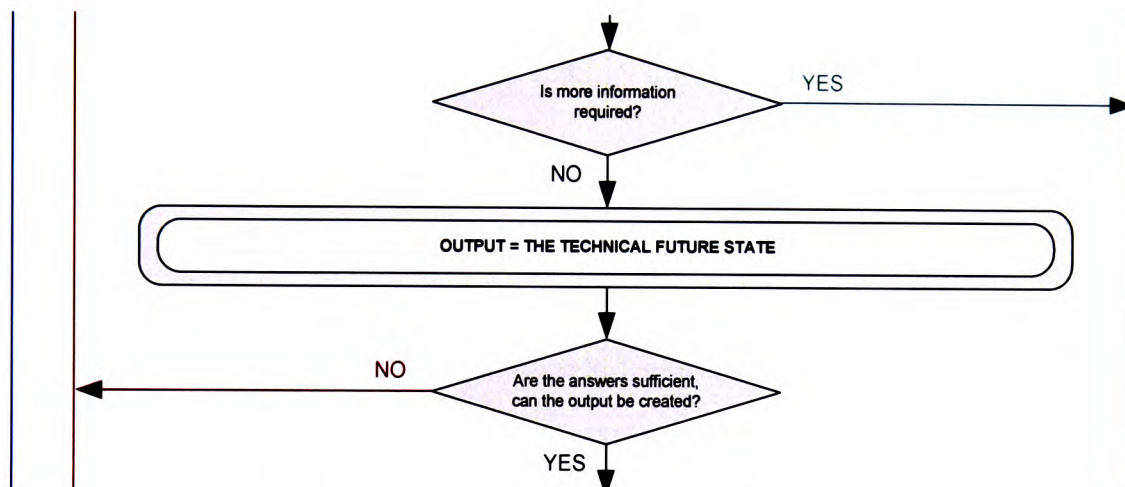 Is more information
required?
YES
NO
OUTPUT = THE TECHNICAL FUTURE STATE
NO
Are the answers sufficient,
can the output be created?
YES